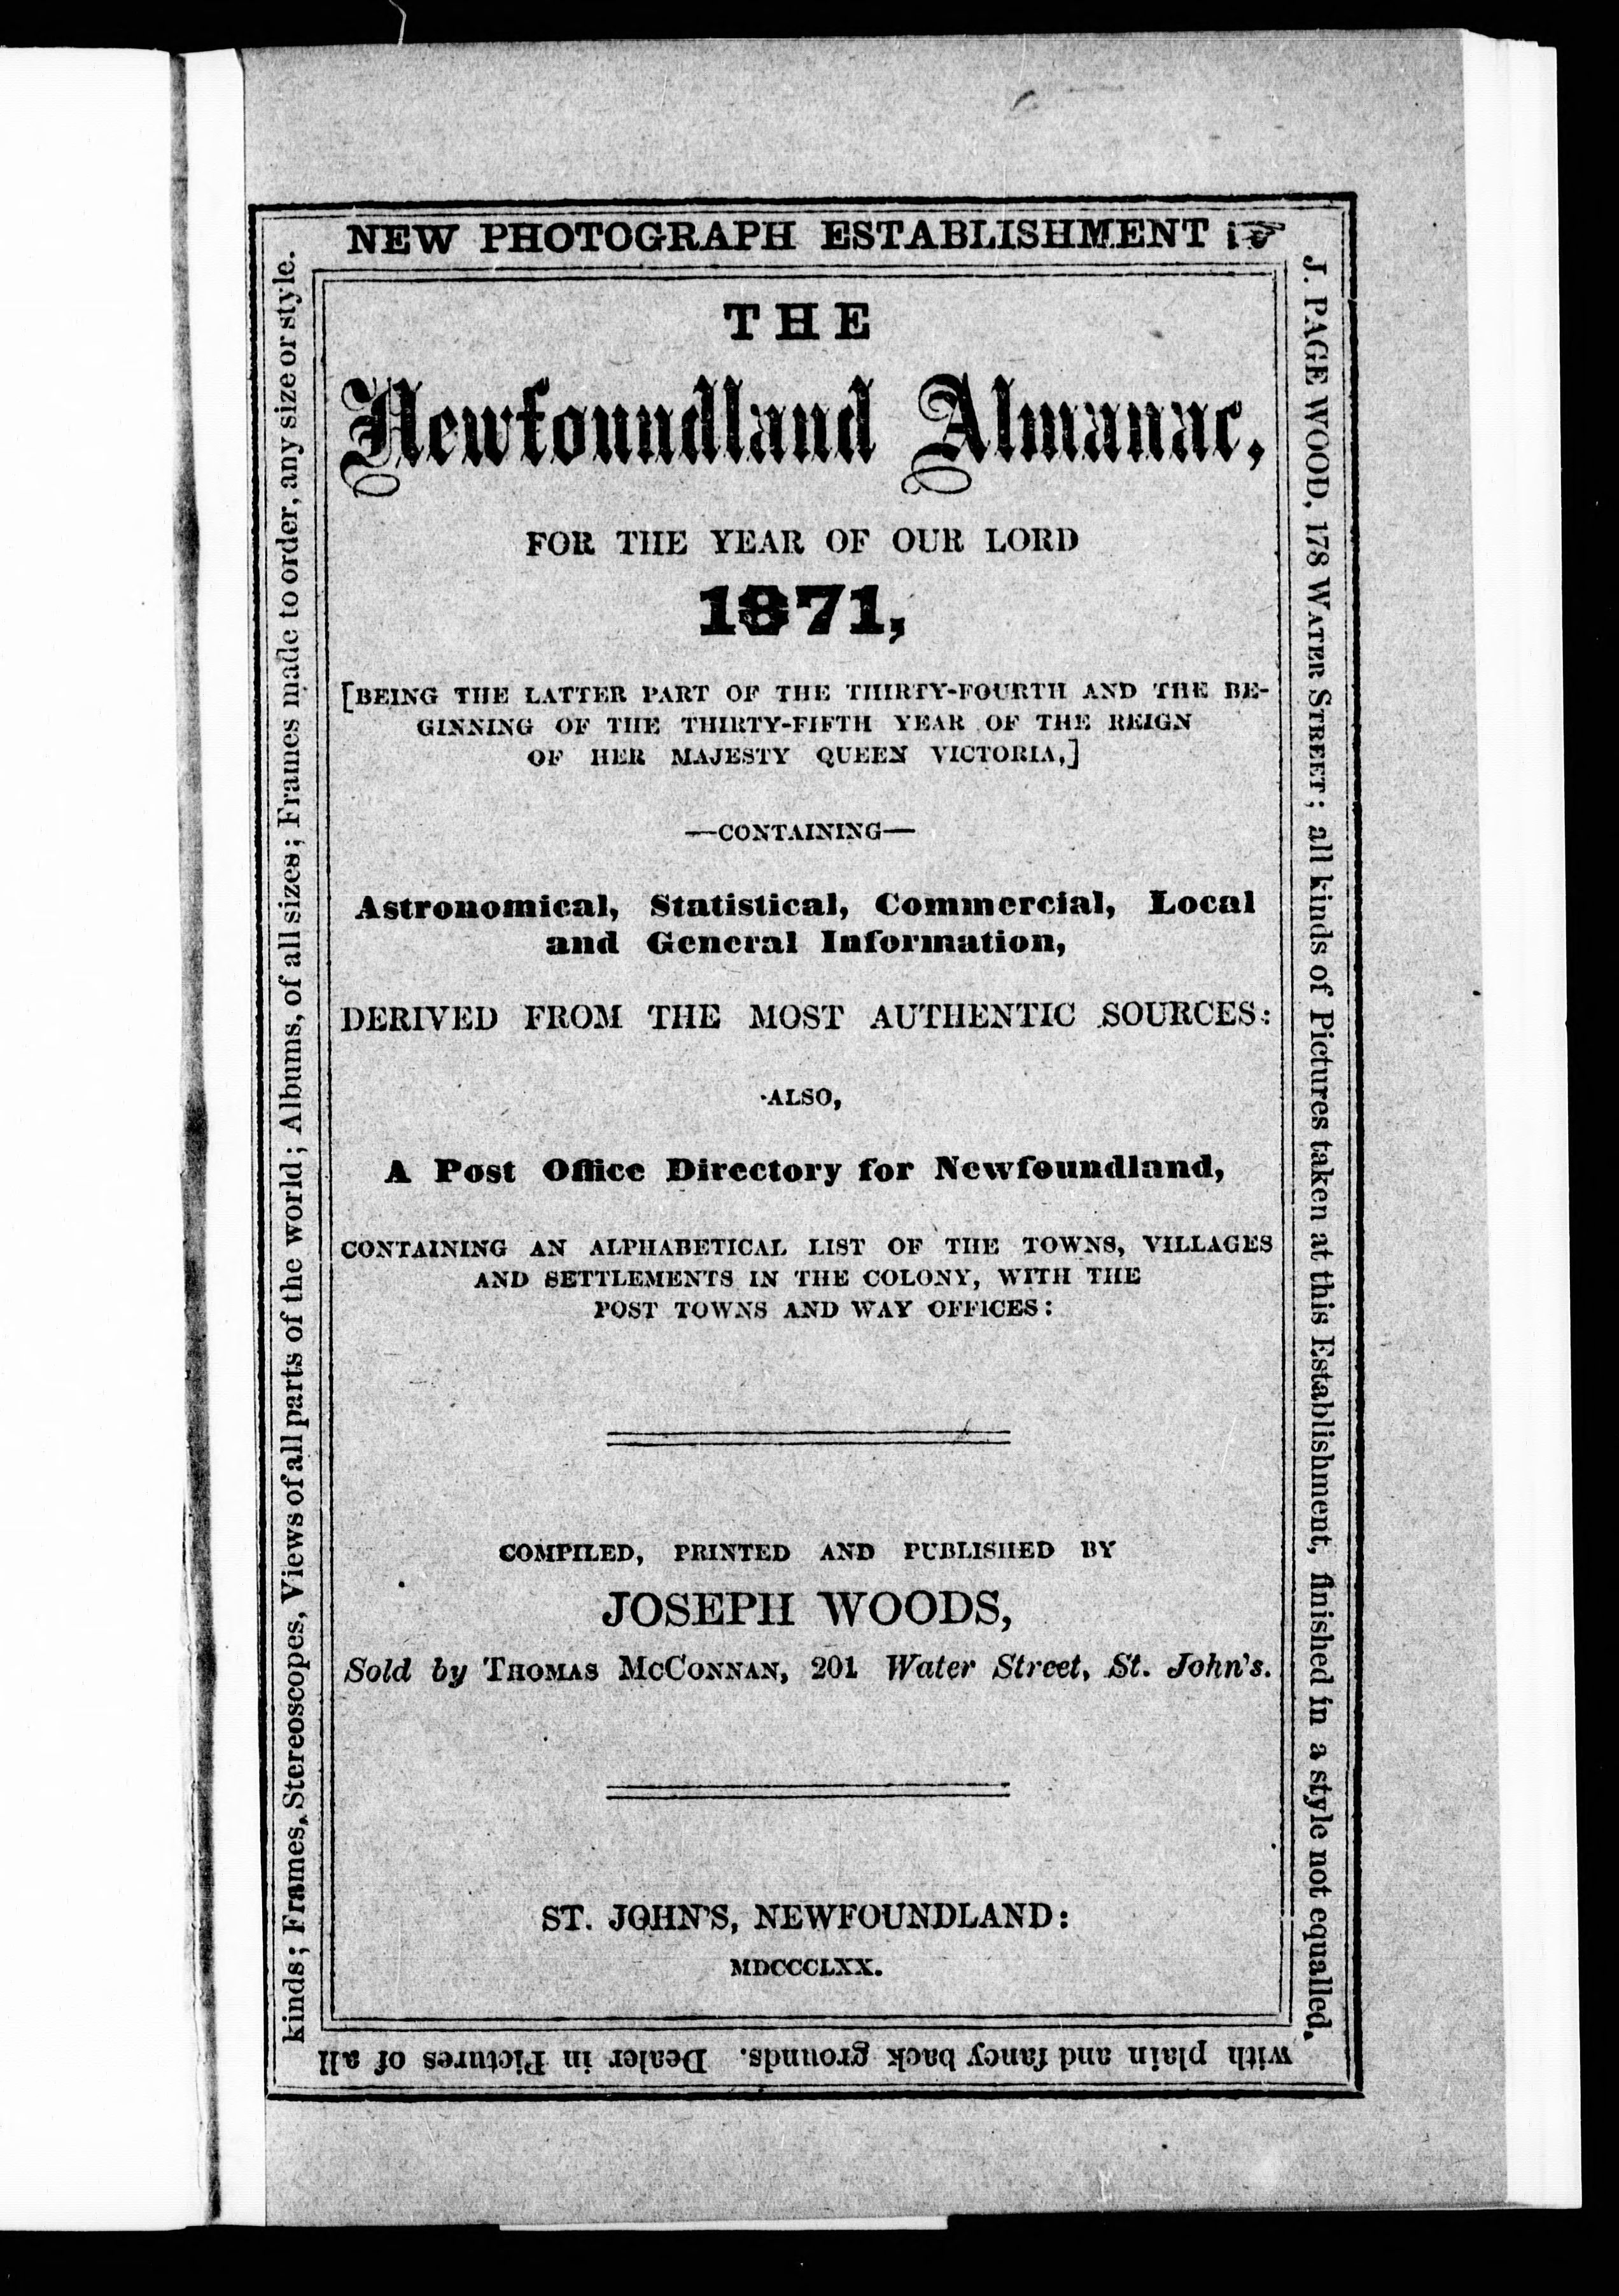 NEW PHOTOGRAPH ESTABLISHMENT ☞
J. PAGE WOOD, 178 WATER STREET; all kinds of Pictures taken at this Establishment, finished in a style not equalled,
with plain and fancy back grounds. Dealer in Pictures of all
kinds; Frames, Stereoscopes, Views of all parts of the world; Albums, of all sizes; Frames made to order, any size or style.
THE
Newfoundland Almanac,
FOR THE YEAR OF OUR LORD
1871,
[BEING THE LATTER PART OF THE THIRTY-FOURTH AND THE BE-
GINNING OF THE THIRTY-FIFTH YEAR OF THE REIGN
OF HER MAJESTY QUEEN VICTORIA,]
—CONTAINING—
Astronomical, Statistical, Commercial, Local
and General Information,
DERIVED FROM THE MOST AUTHENTIC SOURCES:
ALSO,
A Post Office Directory for Newfoundland,
CONTAINING AN ALPHABETICAL LIST OF THE TOWNS, VILLAGES
AND SETTLEMENTS IN THE COLONY, WITH THE
POST TOWNS AND WAY OFFICES:
COMPILED, PRINTED AND PUBLISHED BY
JOSEPH WOODS,
Sold by THOMAS MCCONNAN, 201 Water Street, St. John's.
ST. JOHN'S, NEWFOUNDLAND:
MDCCCLXX.